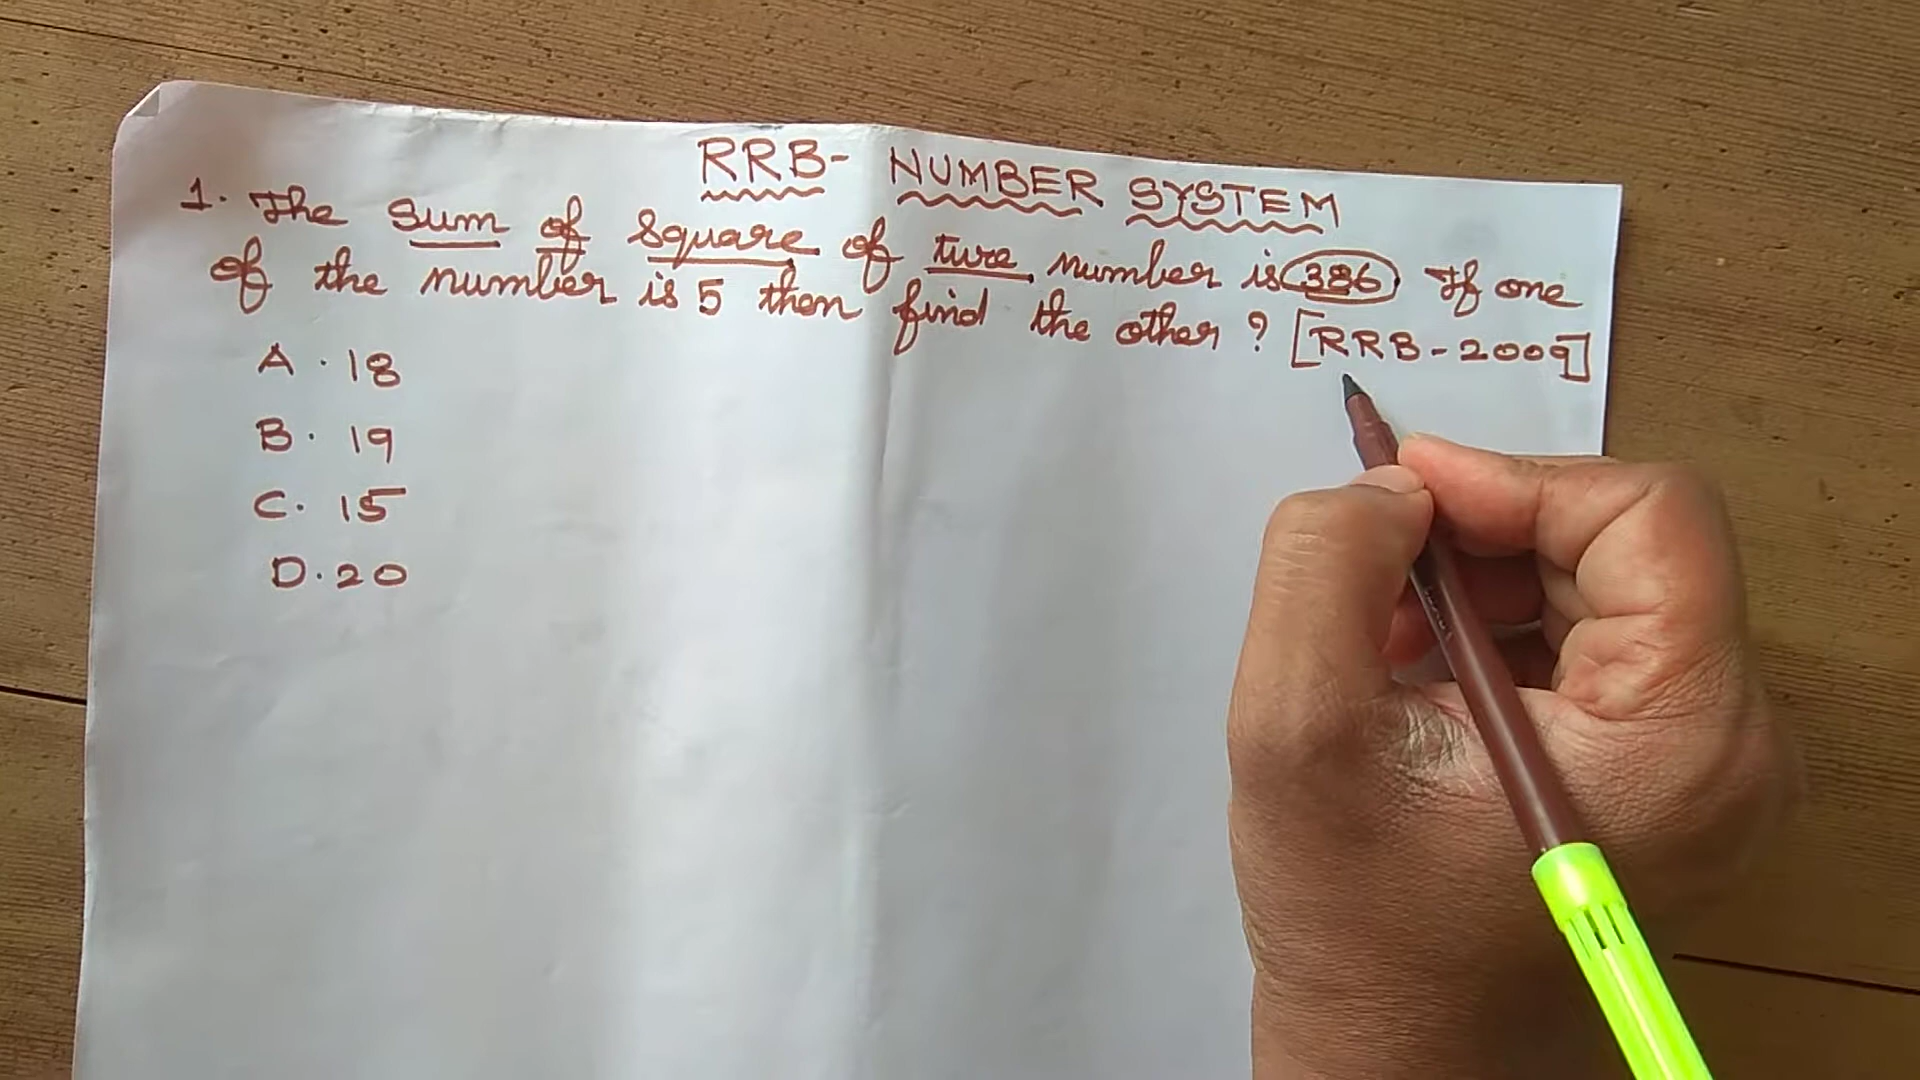 RRB- NUMBER SYSTEM
1. The sum of square of two number is 386 If one
of the number is 5 then find the other ? [RRB-2009]
A. 18
B. 19
C. 15
D. 20